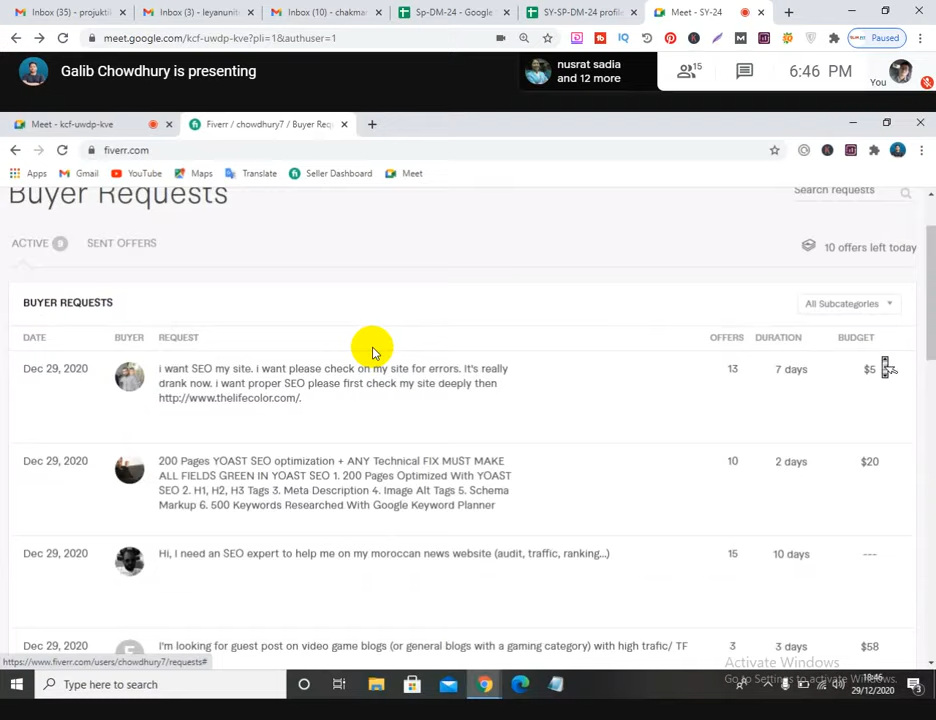 Inbox (35) - projukti
Inbox (3) - leyanunit
Inbox (10) - chakma
Sp-DM-24 - Google
SY-SP-DM-24 profile
Meet - SY-24
meet.google.com/kcf-uwdp-kve?pli=1&authuser=1
Paused
Galib Chowdhury is presenting
nusrat sadia
and 12 more
15
6:46 PM
You
Meet - kcf-uwdp-kve
Fiverr / chowdhury7 / Buyer Req
fiverr.com
Apps
Gmail
YouTube
Maps
Translate
Seller Dashboard
Meet
Buyer Requests
Search requests
ACTIVE 9
SENT OFFERS
10 offers left today
BUYER REQUESTS
All Subcategories
DATE BUYER REQUEST OFFERS DURATION BUDGET
Dec 29, 2020
i want SEO my site. i want please check on my site for errors. It's really
drank now. i want proper SEO please first check my site deeply then
http://www.thelifecolor.com/.
13
7 days
$5
Dec 29, 2020
200 Pages YOAST SEO optimization + ANY Technical FIX MUST MAKE
ALL FIELDS GREEN IN YOAST SEO 1. 200 Pages Optimized With YOAST
SEO 2. H1, H2, H3 Tags 3. Meta Description 4. Image Alt Tags 5. Schema
Markup 6. 500 Keywords Researched With Google Keyword Planner
10
2 days
$20
Dec 29, 2020
Hi, I need an SEO expert to help me on my moroccan news website (audit, traffic, ranking...)
15
10 days
---
Dec 29, 2020
I'm looking for guest post on video game blogs (or general blogs with a gaming category) with high trafic/ TF
3
3 days
$58
https://www.fiverr.com/users/chowdhury7/requests#
Activate Windows
Go to Settings to activate Windows.
Type here to search
18:46
29/12/2020
3